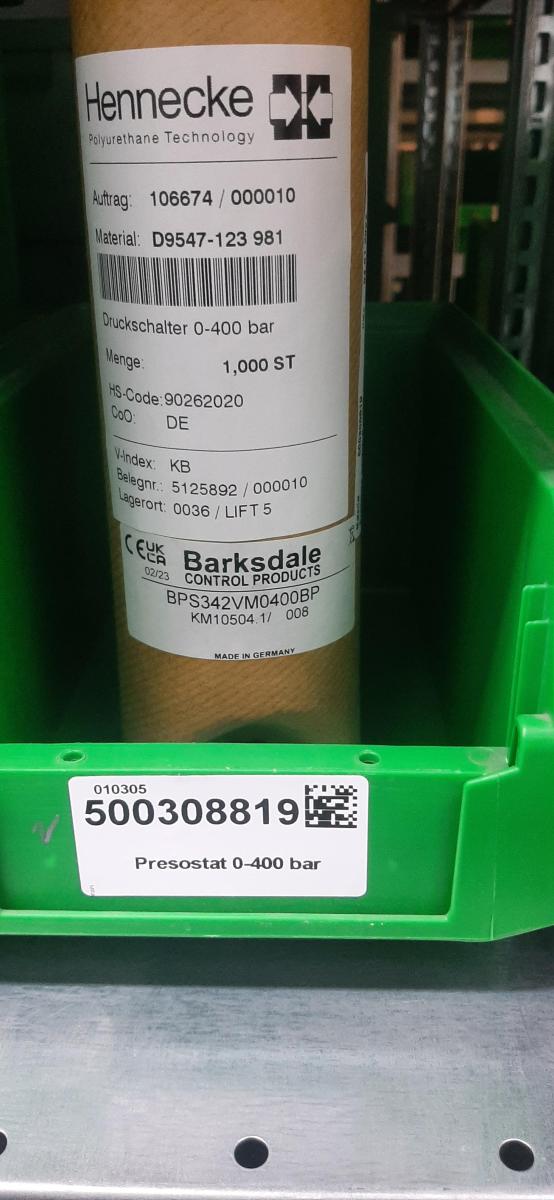 Hennecke
Polyurethane Technology
Auftrag: 106674 / 000010
Material: D9547-123 981
Druckschalter 0-400 bar
Menge: 1,000 ST
HS-Code: 90262020
CoO: DE
V-Index: KB
Belegnr.: 5125892 / 000010
Lagerort: 0036 / LIFT 5
CE UK CA
02/23
Barksdale
CONTROL PRODUCTS
BPS342VM0400BP
KM10504.1/ 008
MADE IN GERMANY
010305
500308819
Presostat 0-400 bar